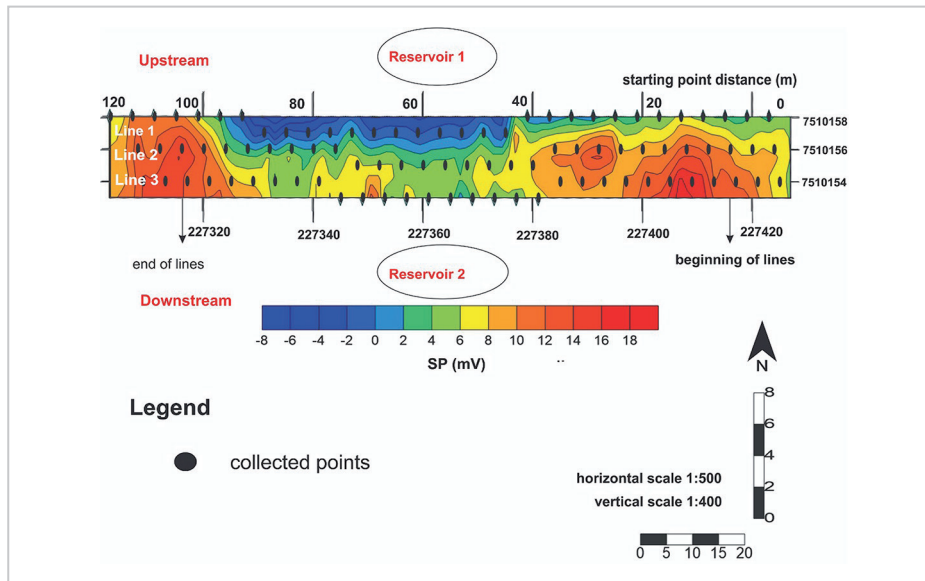 Upstream
Reservoir 1
starting point distance (m)
120 100 80 60 40 20 0
Line 1
7510158
Line 2
7510156
Line 3
7510154
227320 227340 227360 227380 227400 227420
end of lines
beginning of lines
Reservoir 2
Downstream
-8 -6 -4 -2 0 2 4 6 8 10 12 14 16 18
SP (mV)
N
Legend
collected points
horizontal scale 1:500
vertical scale 1:400
8
6
4
2
0
0 5 10 15 20